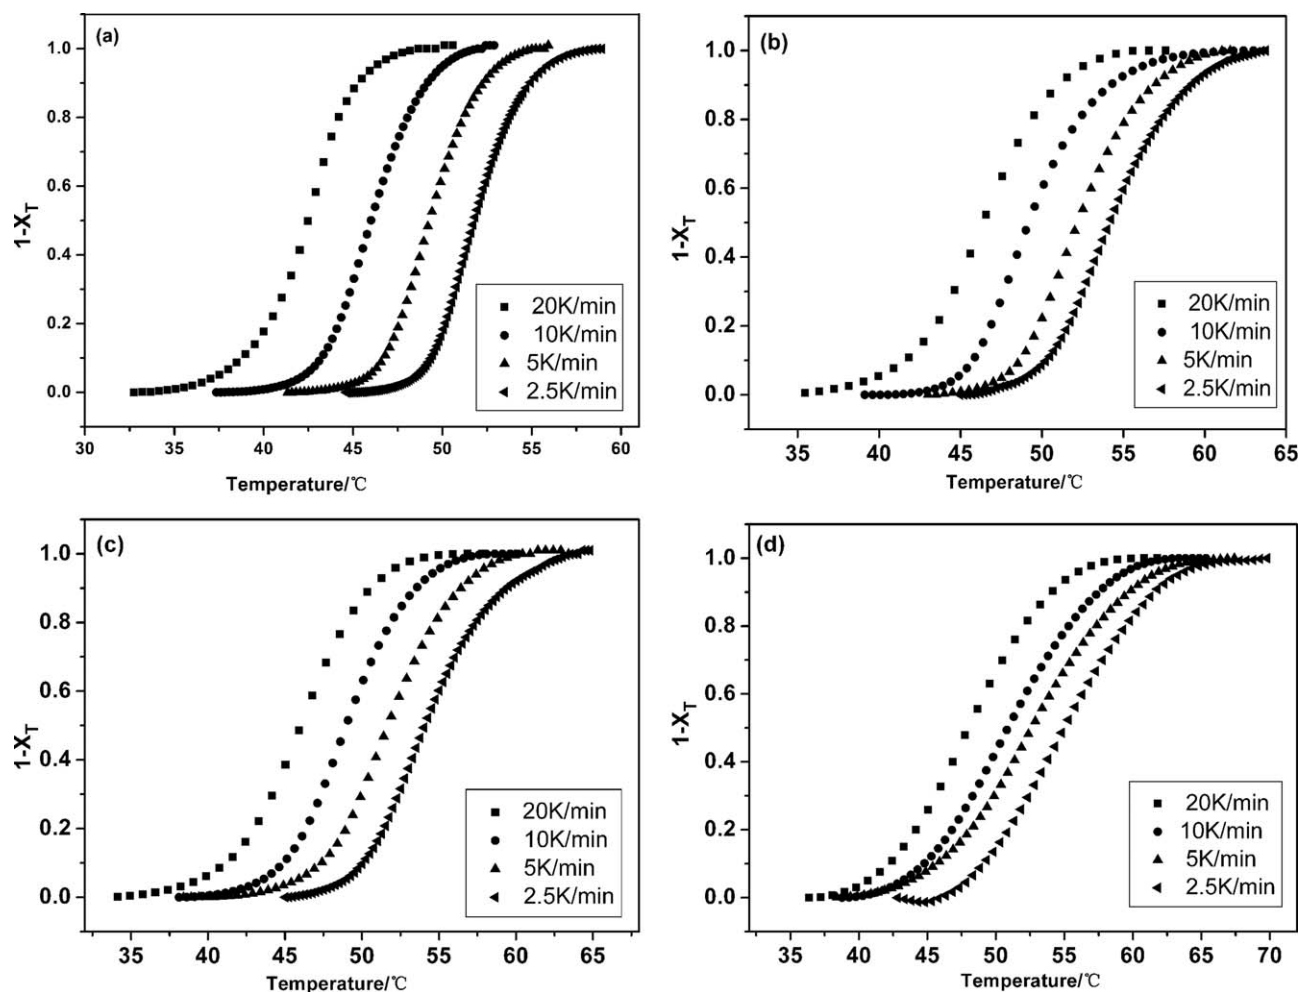 (a)
1.0
0.8
0.6
0.4
0.2
0.0
1-X_T
20K/min
10K/min
5K/min
2.5K/min
30 35 40 45 50 55 60
Temperature/℃
(b)
1.0
0.8
0.6
0.4
0.2
0.0
1-X_T
20K/min
10K/min
5K/min
2.5K/min
35 40 45 50 55 60 65
Temperature/℃
(c)
1.0
0.8
0.6
0.4
0.2
0.0
1-X_T
20K/min
10K/min
5K/min
2.5K/min
35 40 45 50 55 60 65
Temperature/℃
(d)
1.0
0.8
0.6
0.4
0.2
0.0
1-X_T
20K/min
10K/min
5K/min
2.5K/min
35 40 45 50 55 60 65 70
Temperature/℃